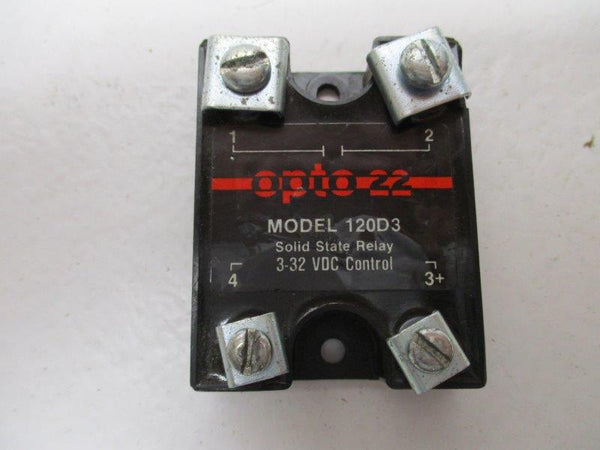 1 2
opto 22
MODEL 120D3
Solid State Relay
3-32 VDC Control
4 3+